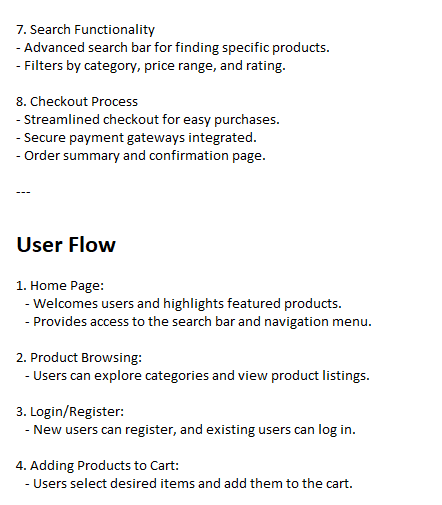 7. Search Functionality
- Advanced search bar for finding specific products.
- Filters by category, price range, and rating.
8. Checkout Process
- Streamlined checkout for easy purchases.
- Secure payment gateways integrated.
- Order summary and confirmation page.
---
User Flow
1. Home Page:
- Welcomes users and highlights featured products.
- Provides access to the search bar and navigation menu.
2. Product Browsing:
- Users can explore categories and view product listings.
3. Login/Register:
- New users can register, and existing users can log in.
4. Adding Products to Cart:
- Users select desired items and add them to the cart.